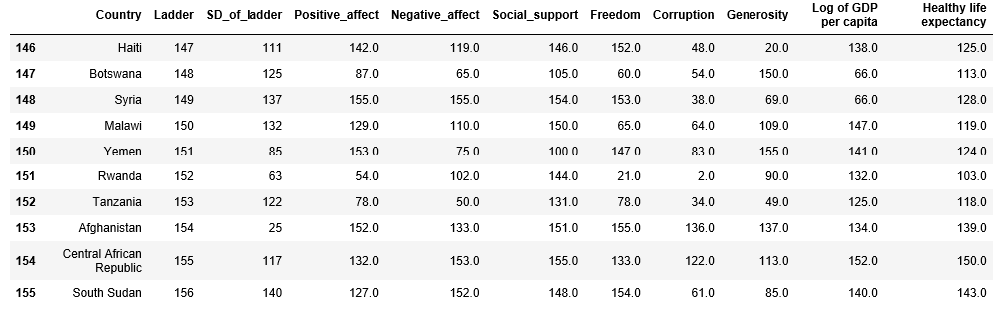 Country Ladder SD_of_ladder Positive_affect Negative_affect Social_support Freedom Corruption Generosity Log of GDP per capita Healthy life expectancy
146 Haiti 147 111 142.0 119.0 146.0 152.0 48.0 20.0 138.0 125.0
147 Botswana 148 125 87.0 65.0 105.0 60.0 54.0 150.0 66.0 113.0
148 Syria 149 137 155.0 155.0 154.0 153.0 38.0 69.0 66.0 128.0
149 Malawi 150 132 129.0 110.0 150.0 65.0 64.0 109.0 147.0 119.0
150 Yemen 151 85 153.0 75.0 100.0 147.0 83.0 155.0 141.0 124.0
151 Rwanda 152 63 54.0 102.0 144.0 21.0 2.0 90.0 132.0 103.0
152 Tanzania 153 122 78.0 50.0 131.0 78.0 34.0 49.0 125.0 118.0
153 Afghanistan 154 25 152.0 133.0 151.0 155.0 136.0 137.0 134.0 139.0
154 Central African Republic 155 117 132.0 153.0 155.0 133.0 122.0 113.0 152.0 150.0
155 South Sudan 156 140 127.0 152.0 148.0 154.0 61.0 85.0 140.0 143.0